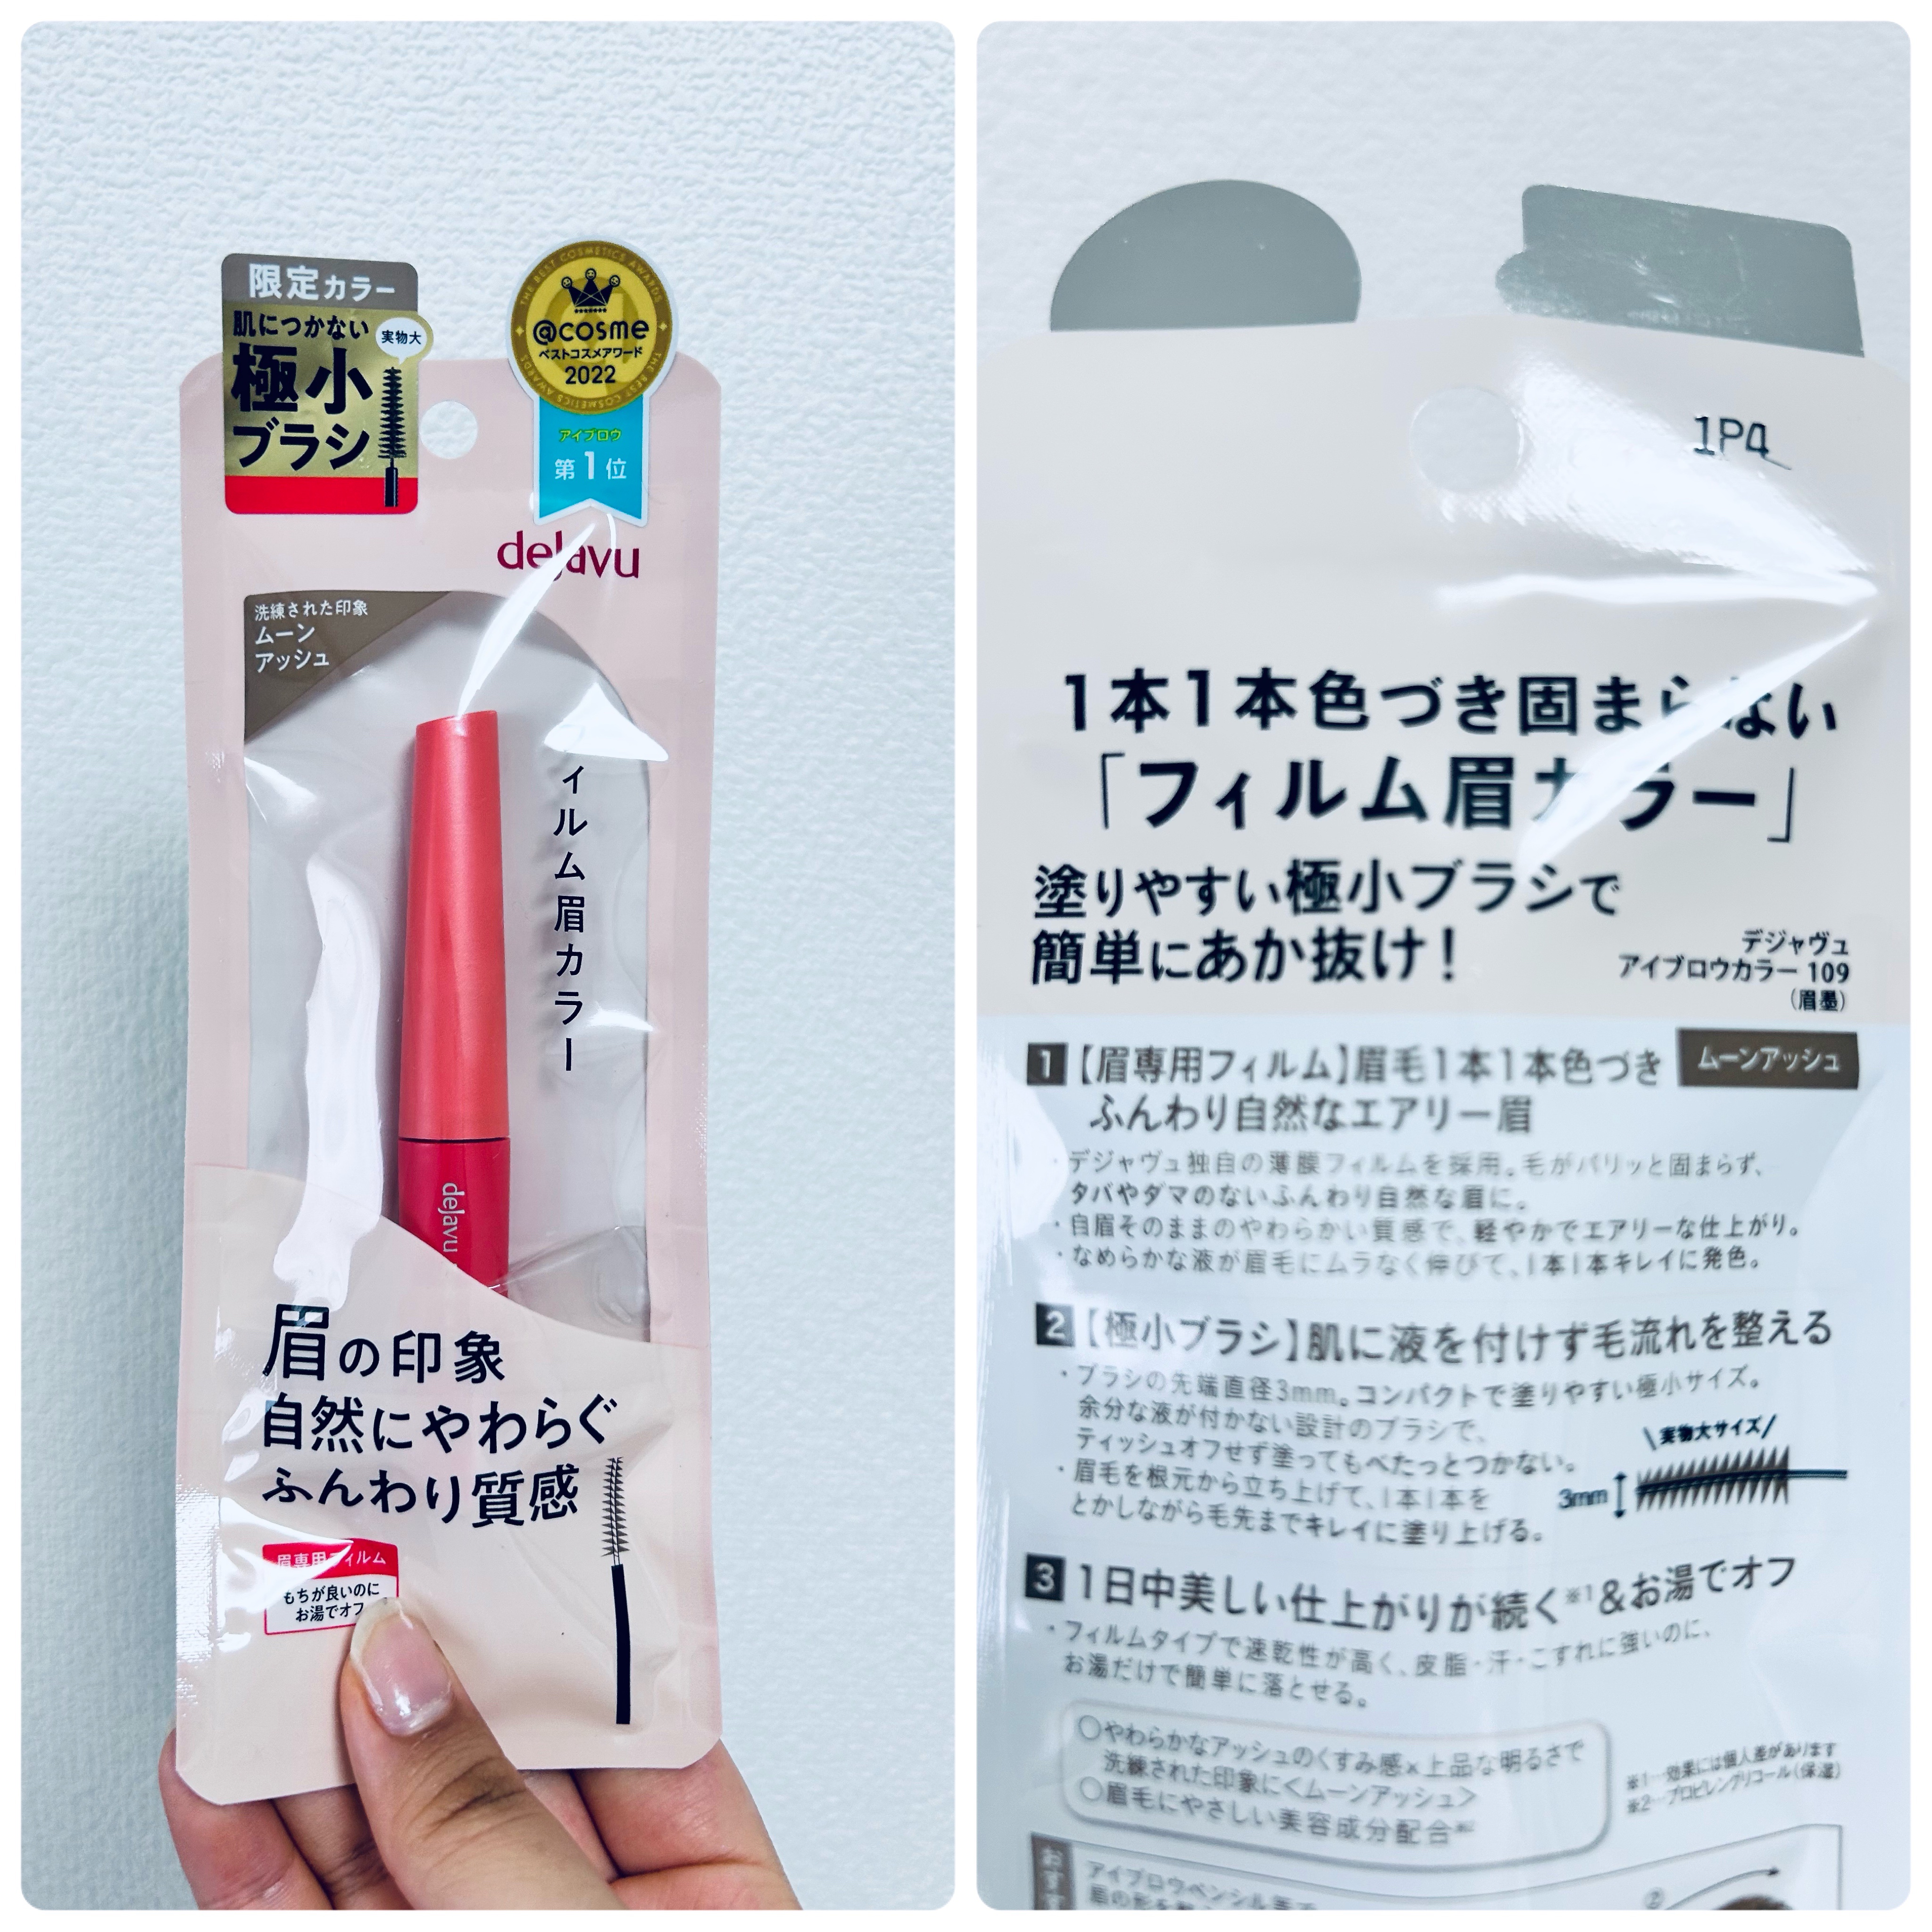 限定カラー
肌につかない
実物大
極小
ブラシ
THE BEST COSMETICS AWARDS
@cosme
ベストコスメアワード
2022
THE BEST COSMETICS AWARDS
アイブロウ
第1位
dejavu
洗練された印象
ムーン
アッシュ
ィルム眉カラー
dejavu
眉の印象
自然にやわらぐ
ふんわり質感
眉専用フィルム
もちが良いのに
お湯でオフ
1P4
1本1本色づき固まらない
「フィルム眉カラー」
塗りやすい極小ブラシで
簡単にあか抜け!
デジャヴュ
アイブロウカラー 109
(眉墨)
1【眉専用フィルム】眉毛1本1本色づき
ムーンアッシュ
ふんわり自然なエアリー眉
・デジャヴュ独自の薄膜フィルムを採用。毛がパリッと固まらず、
タバやダマのないふんわり自然な眉に。
・自眉そのままのやわらかい質感で、軽やかでエアリーな仕上がり。
・なめらかな液が眉毛にムラなく伸びて、1本1本キレイに発色。
2【極小ブラシ】肌に液を付けず毛流れを整える
・ブラシの先端直径3mm。コンパクトで塗りやすい極小サイズ。
余分な液が付かない設計のブラシで、
ティッシュオフせず塗ってもべたっとつかない。
・眉毛を根元から立ち上げて、1本1本を
とかしながら毛先までキレイに塗り上げる。
\実物大サイズ/
3mm
3 1日中美しい仕上がりが続く※1&お湯でオフ
・フィルムタイプで速乾性が高く、皮脂・汗・こすれに強いのに、
お湯だけで簡単に落とせる。
○やわらかなアッシュのくすみ感×上品な明るさで
洗練された印象に<ムーンアッシュ>
○眉毛にやさしい美容成分配合※2
※1…効果には個人差があります
※2…プロピレングリコール(保湿)
おす
アイブロウペンシル等で
②